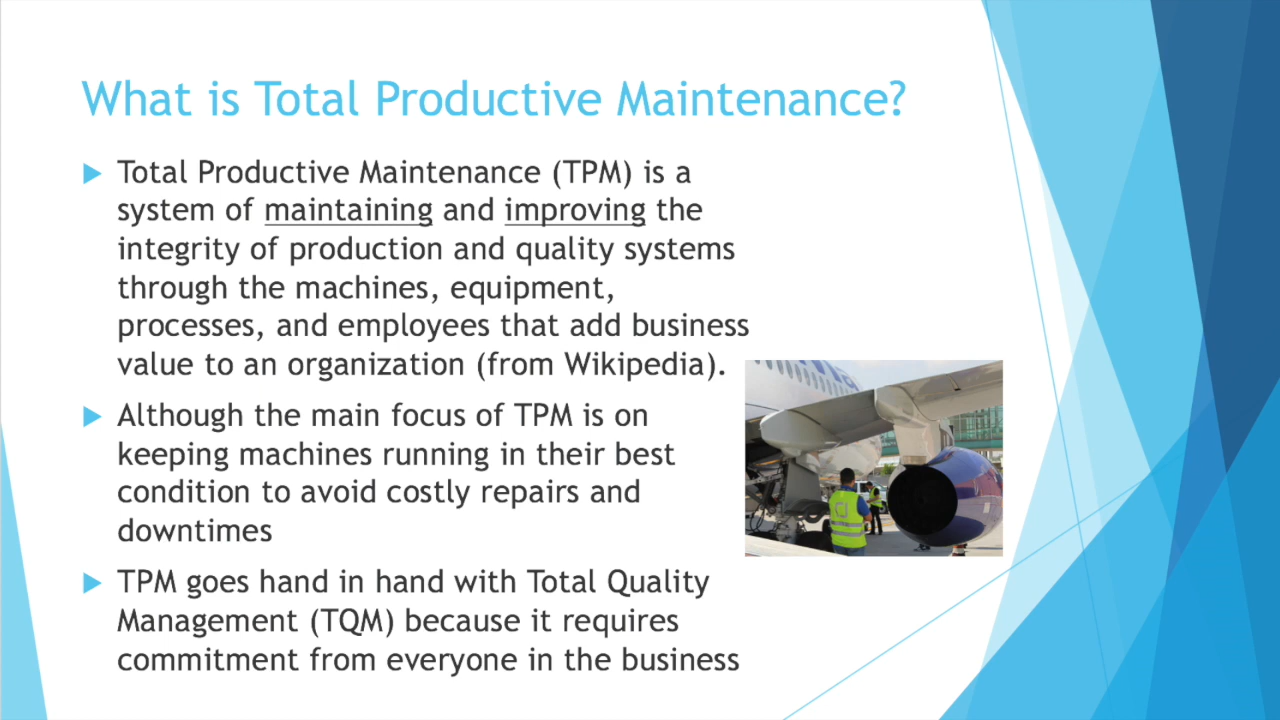 What is Total Productive Maintenance?
Total Productive Maintenance (TPM) is a
system of maintaining and improving the
integrity of production and quality systems
through the machines, equipment,
processes, and employees that add business
value to an organization (from Wikipedia).
Although the main focus of TPM is on
keeping machines running in their best
condition to avoid costly repairs and
downtimes
TPM goes hand in hand with Total Quality
Management (TQM) because it requires
commitment from everyone in the business